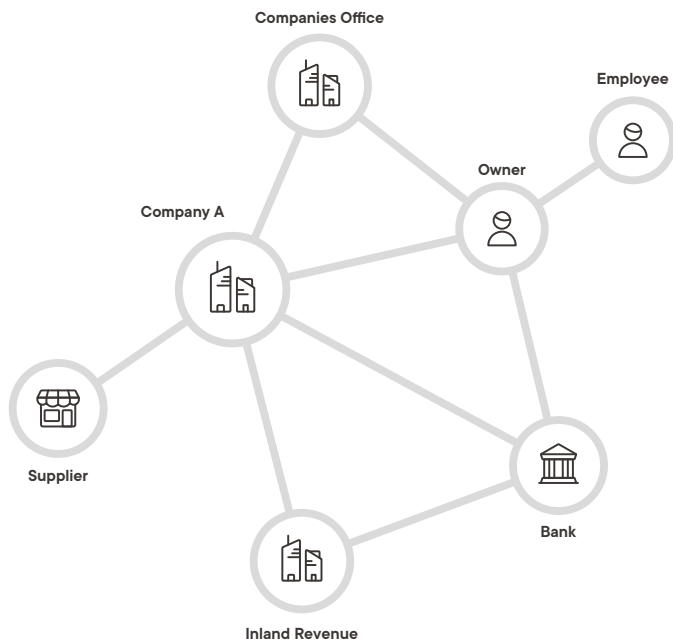 Companies Office
Employee
Owner
Company A
Supplier
Bank
Inland Revenue